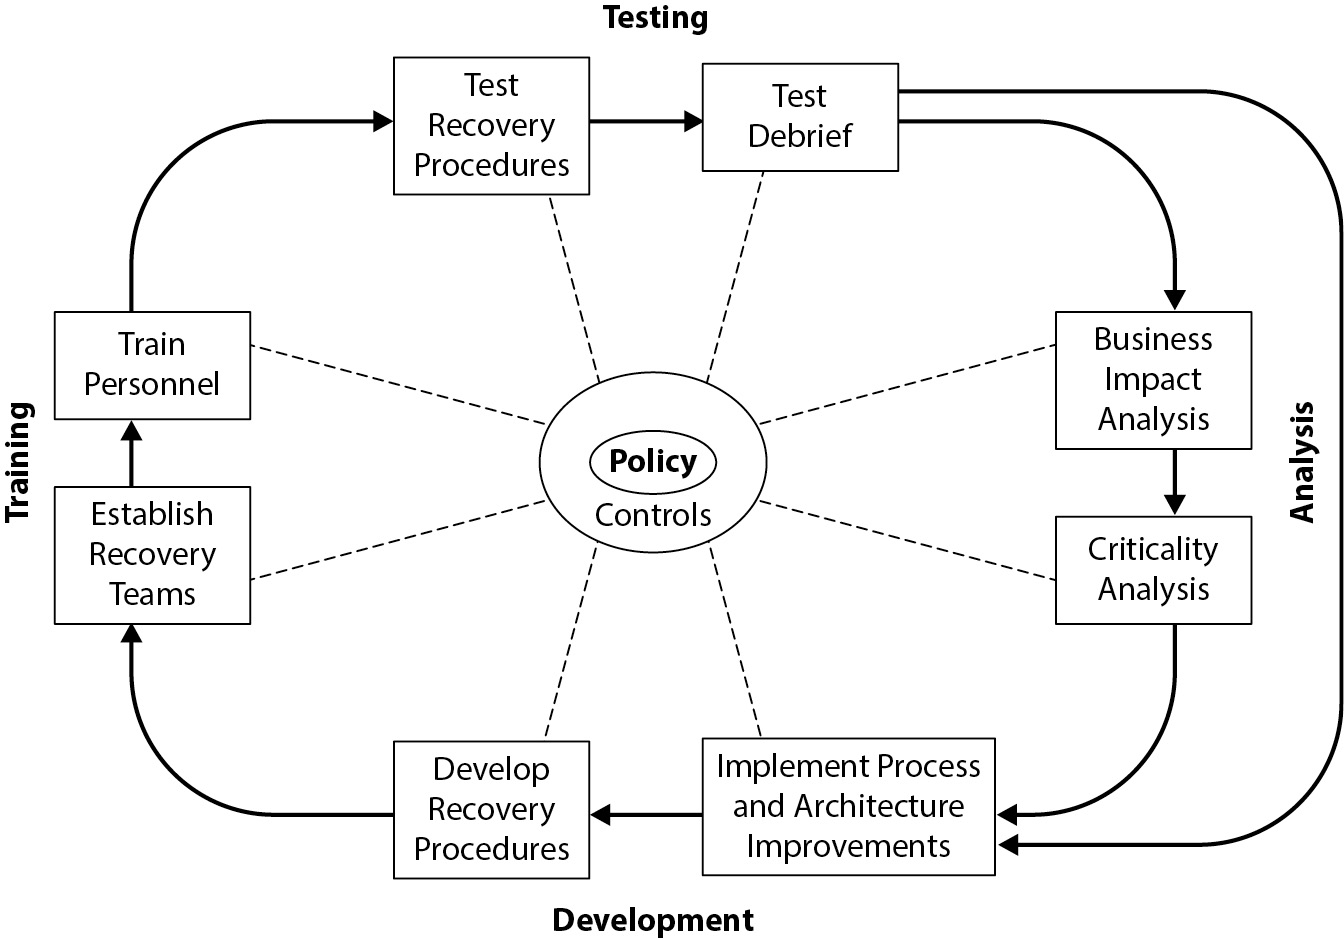 Testing
Test
Recovery
Procedures
Test
Debrief
Train
Personnel
Business
Impact
Analysis
Training
Policy
Controls
Analysis
Establish
Recovery
Teams
Criticality
Analysis
Develop
Recovery
Procedures
Implement Process
and Architecture
Improvements
Development